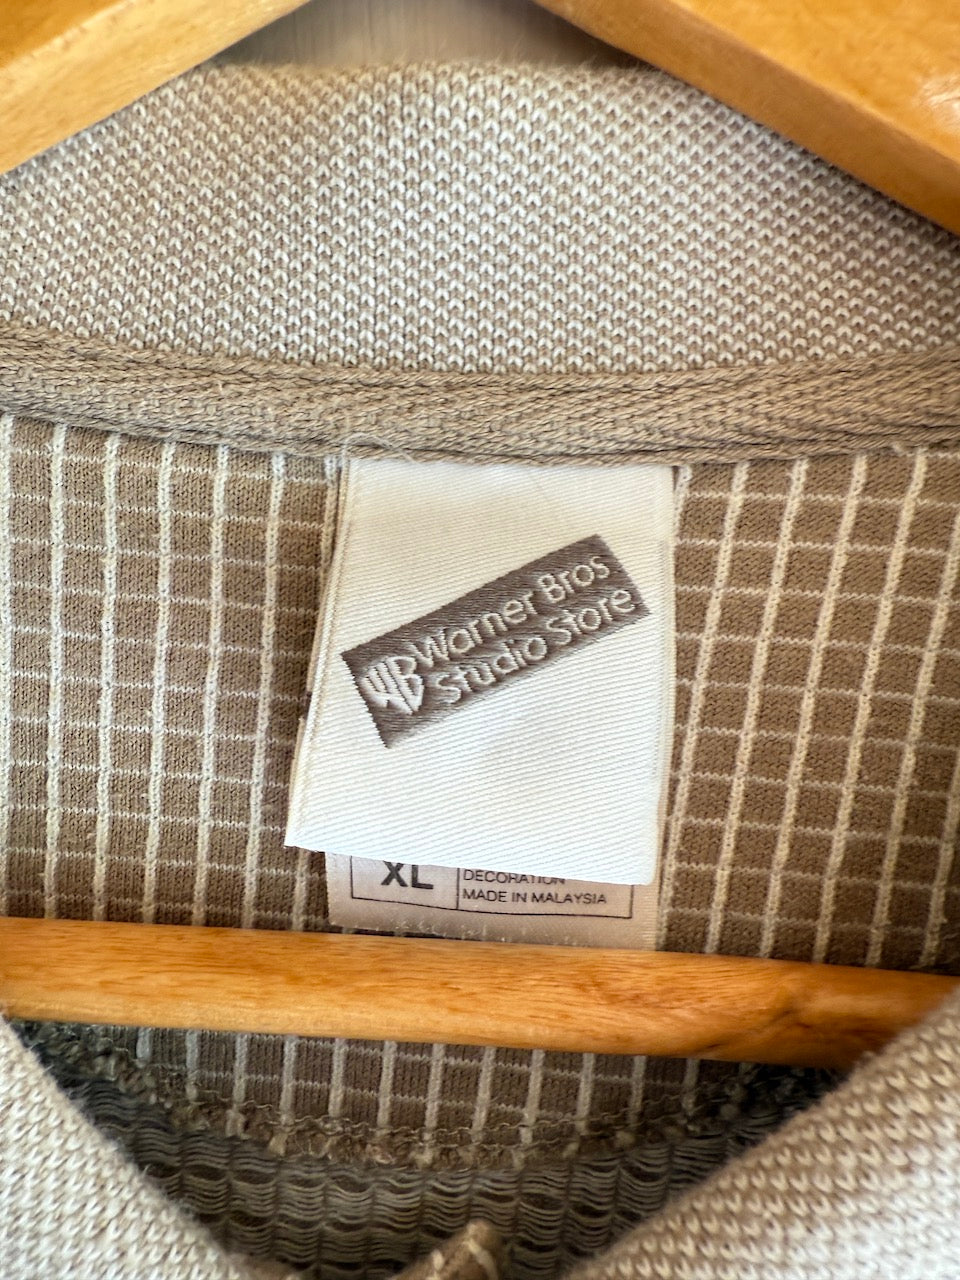 WB Warner Bros
Studio Store
XL
DECORATION
MADE IN MALAYSIA